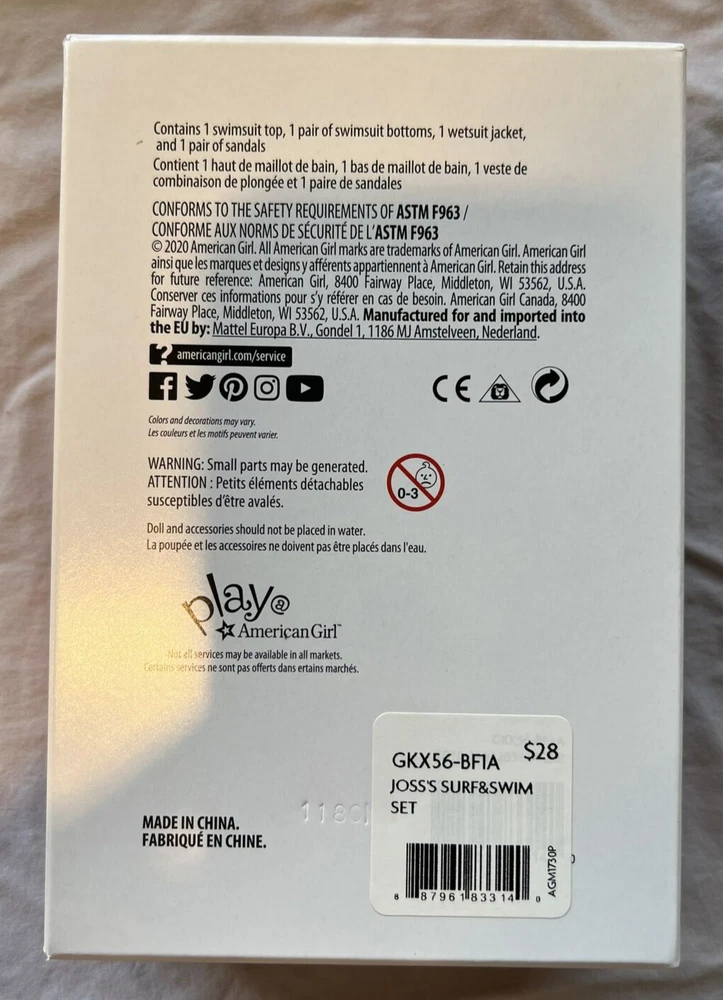 Contains 1 swimsuit top, 1 pair of swimsuit bottoms, 1 wetsuit jacket,
and 1 pair of sandals
Contient 1 haut de maillot de bain, 1 bas de maillot de bain, 1 veste de
combinaison de plongée et 1 paire de sandales
CONFORMS TO THE SAFETY REQUIREMENTS OF ASTM F963 /
CONFORME AUX NORMS DE SÉCURITÉ DE L'ASTM F963
© 2020 American Girl. All American Girl marks are trademarks of American Girl. American Girl
ainsi que les marques et designs y afférents appartiennent à American Girl. Retain this address
for future reference: American Girl, 8400 Fairway Place, Middleton, WI 53562, U.S.A.
Conserver ces informations pour s'y référer en cas de besoin. American Girl Canada, 8400
Fairway Place, Middleton, WI 53562, U.S.A. Manufactured for and imported into
the EU by: Mattel Europa B.V., Gondel 1, 1186 MJ Amstelveen, Nederland.
? americangirl.com/service
CE
Colors and decorations may vary.
Les couleurs et les motifs peuvent varier.
WARNING: Small parts may be generated.
ATTENTION : Petits éléments détachables
susceptibles d'être avalés.
0-3
Doll and accessories should not be placed in water.
La poupée et les accessoires ne doivent pas être placés dans l'eau.
play@
American Girl™
Not all services may be available in all markets.
Certains services ne sont pas offerts dans ertains marchés.
MADE IN CHINA.
FABRIQUÉ EN CHINE.
1180
GKX56-BF1A $28
JOSS'S SURF&SWIM
SET
AGM1730P
8 87961 83314 0